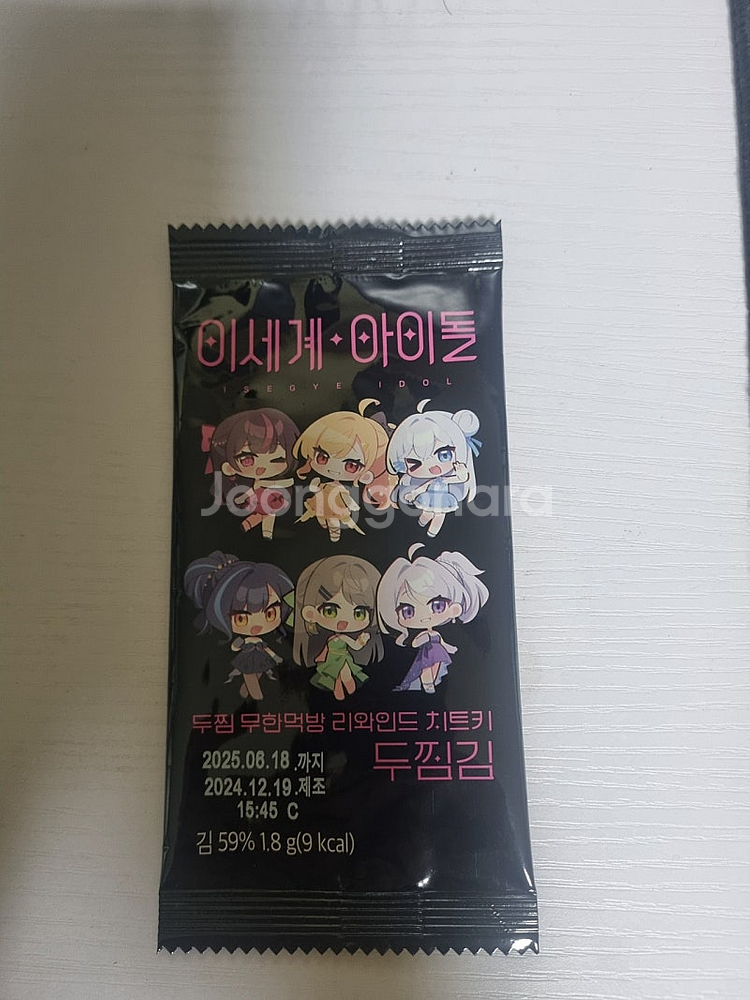 이세계·아이돌
ISEGYE IDOL
Joonggonara
두찜 무한먹방 리와인드 치트키
두찜김
2025.06.18.까지
2024.12.19.제조
15:45 C
김 59% 1.8 g(9 kcal)